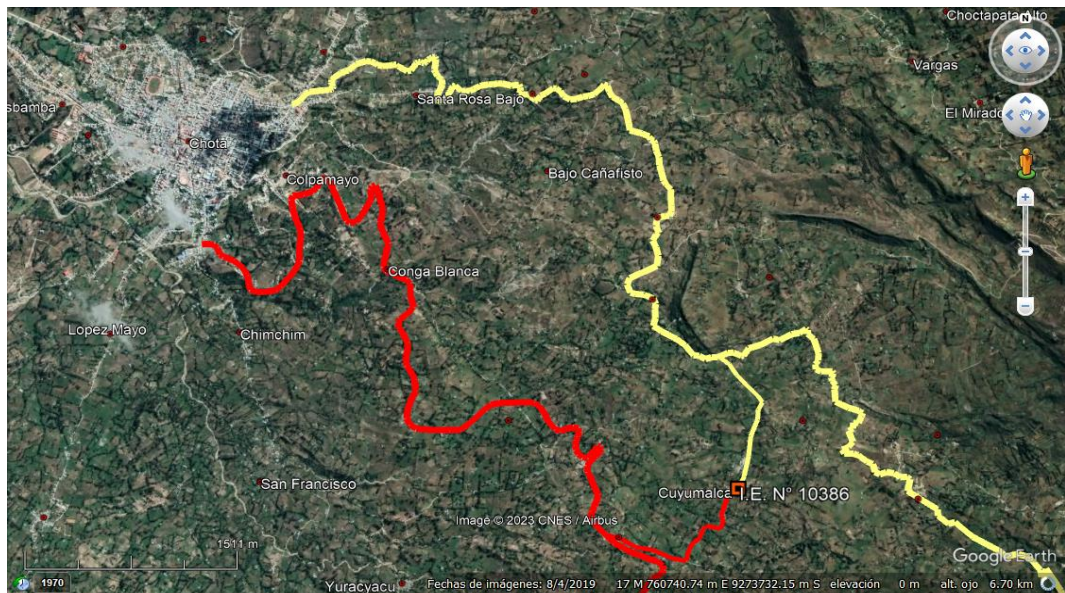 Choctapata Alto
N
Vargas
sbamba
Santa Rosa Bajo
El Mirado
Chota
Colpamayo
Bajo Cañafisto
Conga Blanca
Lopez Mayo
Chimchim
San Francisco
Cuyumalca
I.E. N° 10386
Image © 2023 CNES / Airbus
1511 m
Google Earth
1970
Yuracyacu
Fechas de imágenes: 8/4/2019 17 M 760740.74 m E 9273732.15 m S elevación 0 m alt. ojo 6.70 km